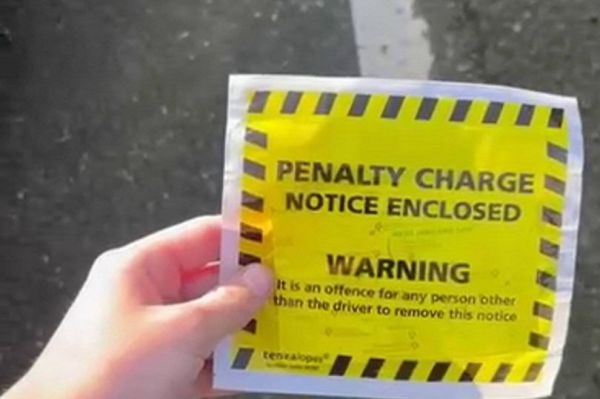 PENALTY CHARGE
NOTICE ENCLOSED
WARNING
It is an offence for any person other
than the driver to remove this notice